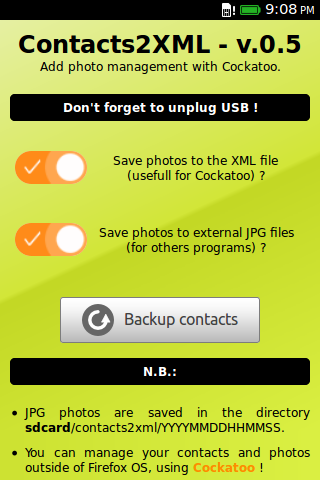 9:08 PM
Contacts2XML - v.0.5
Add photo management with Cockatoo.
Don't forget to unplug USB !
Save photos to the XML file
(usefull for Cockatoo) ?
Save photos to external JPG files
(for others programs) ?
Backup contacts
N.B.:
• JPG photos are saved in the directory
sdcard/contacts2xml/YYYYMMDDHHMMSS.
• You can manage your contacts and photos
outside of Firefox OS, using Cockatoo !